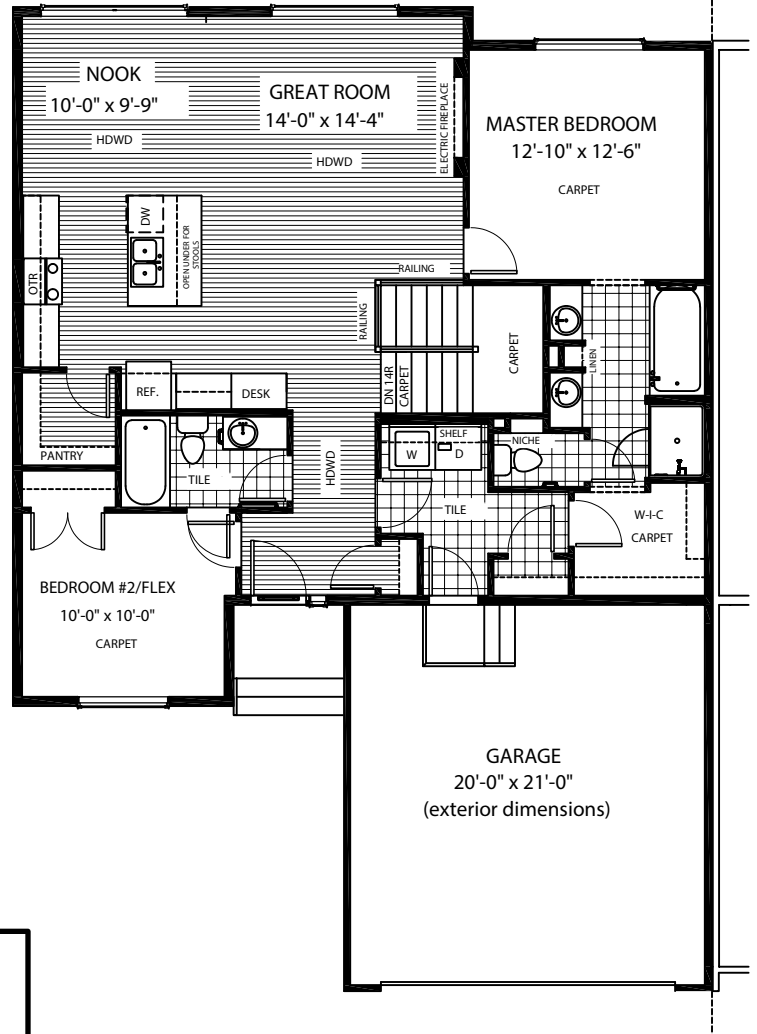 NOOK
10'-0" x 9'-9"
HDWD
GREAT ROOM
14'-0" x 14'-4"
HDWD
ELECTRIC FIREPLACE
MASTER BEDROOM
12'-10" x 12'-6"
CARPET
DW
OPEN UNDER FOR
STOOLS
OTR
RAILING
RAILING
CARPET
DN 14R
CARPET
LINEN
REF.
DESK
PANTRY
TILE
HDWD
SHELF
W
D
NICHE
TILE
W-I-C
CARPET
BEDROOM #2/FLEX
10'-0" x 10'-0"
CARPET
GARAGE
20'-0" x 21'-0"
(exterior dimensions)